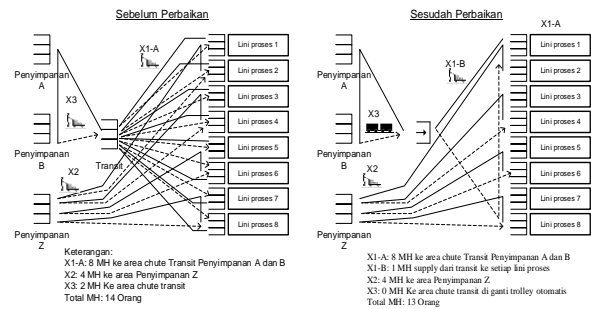 Sebelum Perbaikan
X1-A
Penyimpanan
A
X3
Penyimpanan
B
Transit
X2
Penyimpanan
Z
Lini proses 1
Lini proses 2
Lini proses 3
Lini proses 4
Lini proses 5
Lini proses 6
Lini proses 7
Lini proses 8
Keterangan:
X1-A: 8 MH ke area chute Transit Penyimpanan A dan B
X2: 4 MH ke area Penyimpanan Z
X3: 2 MH Ke area chute transit
Total MH: 14 Orang
Sesudah Perbaikan
X1-A
X1-B
Penyimpanan
A
X3
Penyimpanan
B
X2
Penyimpanan
Z
Lini proses 1
Lini proses 2
Lini proses 3
Lini proses 4
Lini proses 5
Lini proses 6
Lini proses 7
Lini proses 8
X1-A: 8 MH ke area chute Transit Penyimpanan A dan B
X1-B: 1 MH supply dari transit ke setiap lini proses
X2: 4 MH ke area Penyimpanan Z
X3: 0 MH Ke area chute transit di ganti trolley otomatis
Total MH: 13 Orang